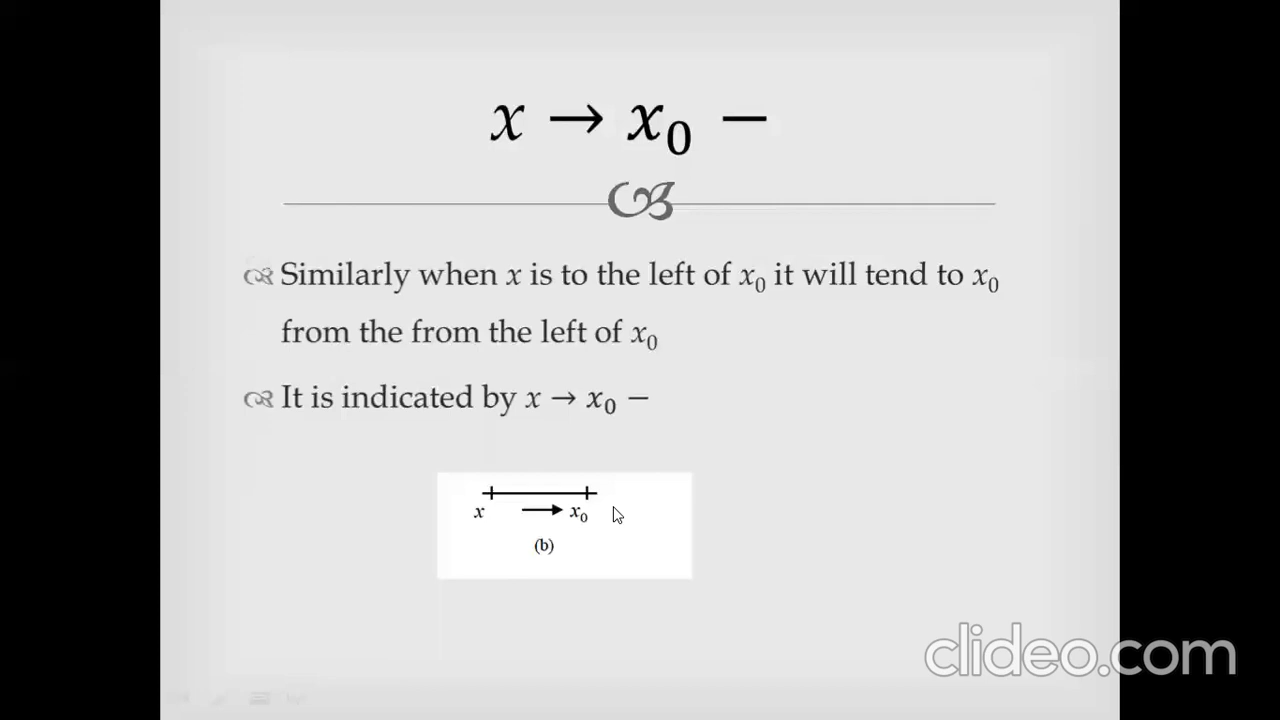 x → x₀ −
Similarly when x is to the left of x₀ it will tend to x₀
from the from the left of x₀
It is indicated by x → x₀ −
x x₀
(b)
clideo.com